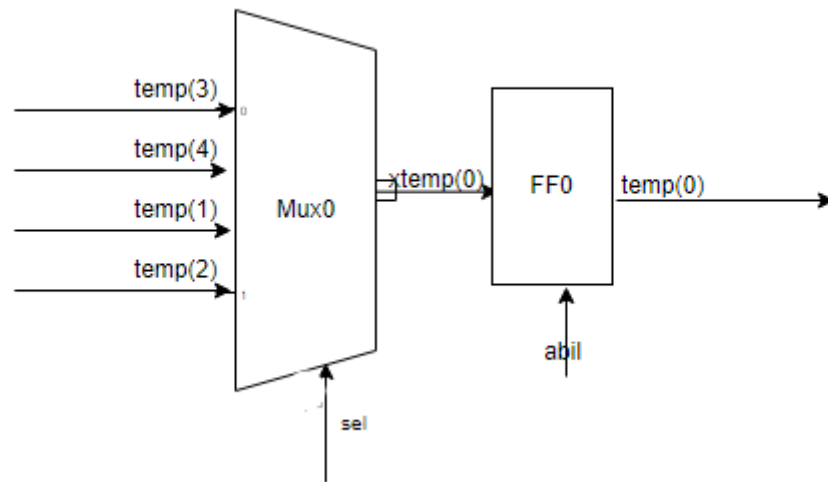 temp(3)
0
temp(4)
xtemp(0)
FF0
temp(0)
temp(1)
Mux0
temp(2)
1
abil
sel